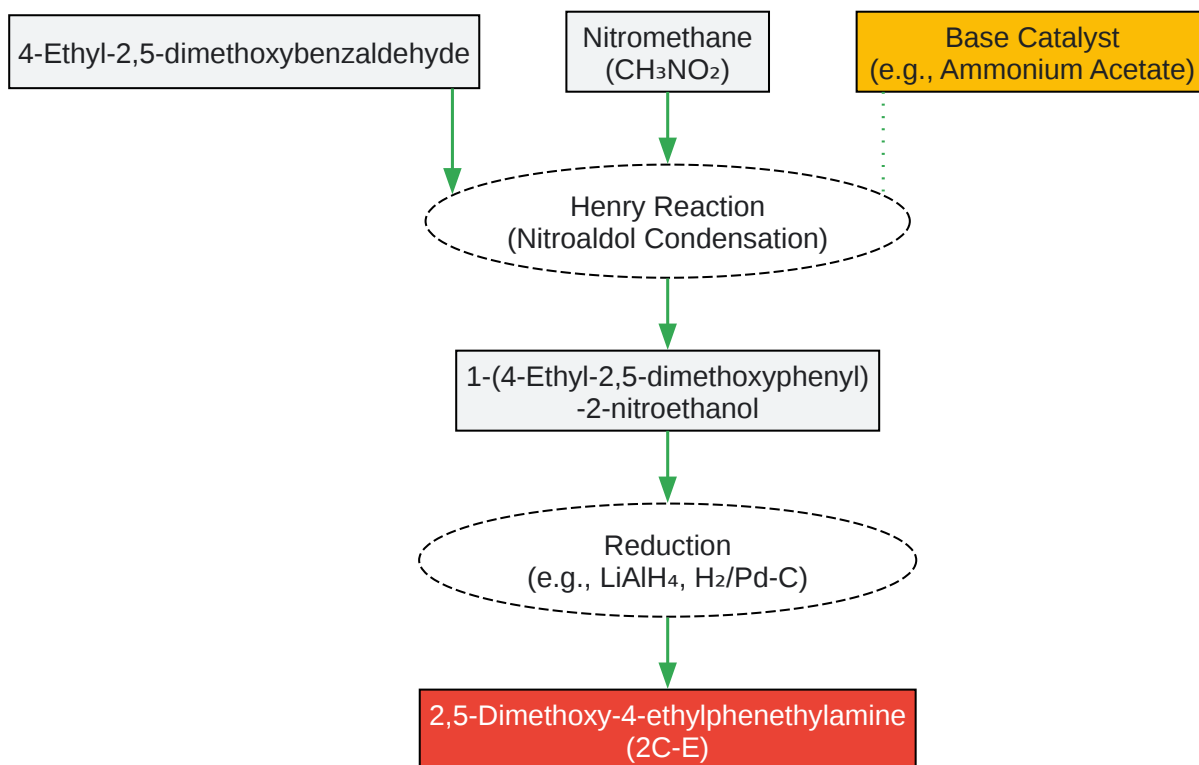 4-Ethyl-2,5-dimethoxybenzaldehyde
Nitromethane
(CH₃NO₂)
Base Catalyst
(e.g., Ammonium Acetate)
Henry Reaction
(Nitroaldol Condensation)
1-(4-Ethyl-2,5-dimethoxyphenyl)
-2-nitroethanol
Reduction
(e.g., LiAlH₄, H₂/Pd-C)
2,5-Dimethoxy-4-ethylphenethylamine
(2C-E)